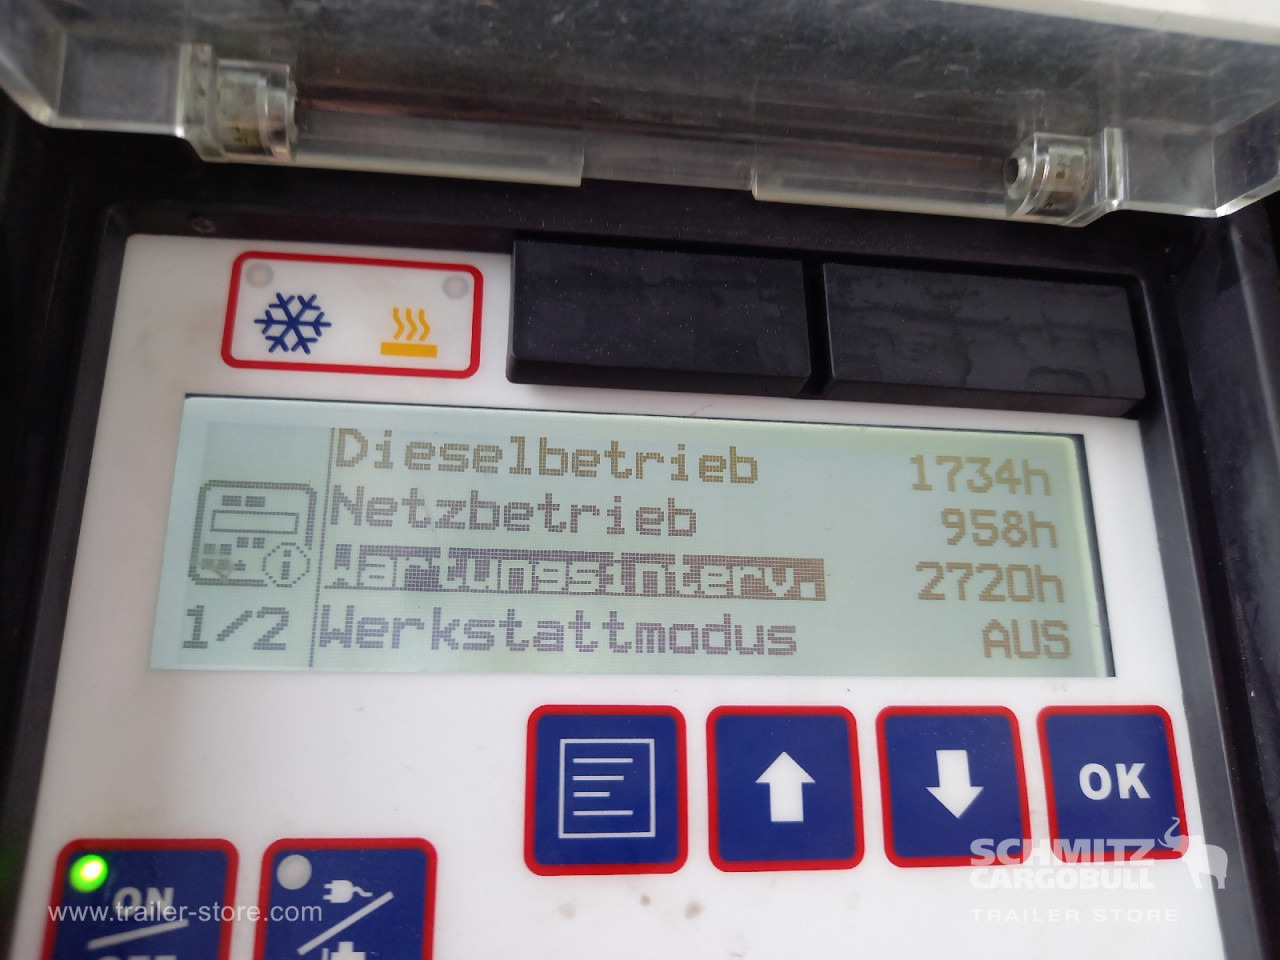 Dieselbetrieb 1734h
Netzbetrieb 958h
Wartungsinterv. 2720h
1/2 Werkstattmodus AUS
OK
ON
OFF
www.trailer-store.com
SCHMITZ
CARGOBULL
TRAILER STORE